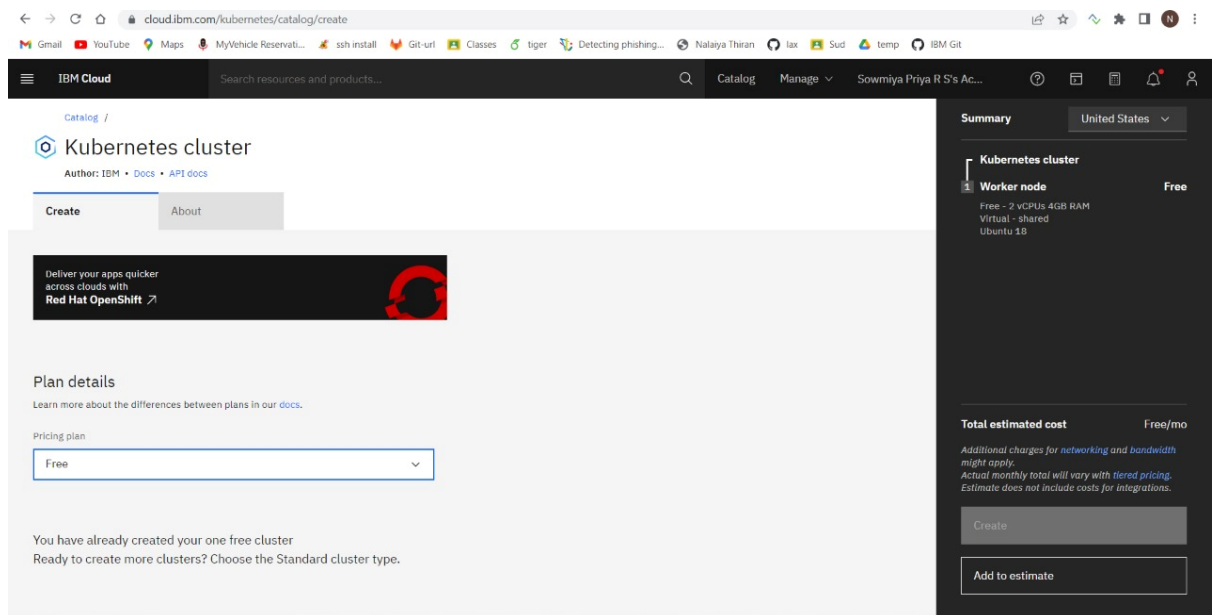 cloud.ibm.com/kubernetes/catalog/create
N
Gmail YouTube Maps MyVehicle Reservati... ssh install Git-url Classes tiger Detecting phishing... Nalaiya Thiran lax Sud temp IBM Git
IBM Cloud Search resources and products... Catalog Manage Sowmiya Priya R S's Ac...
Catalog /
Kubernetes cluster
Author: IBM • Docs • API docs
Create About
Deliver your apps quicker
across clouds with
Red Hat OpenShift
Plan details
Learn more about the differences between plans in our docs.
Pricing plan
Free
You have already created your one free cluster
Ready to create more clusters? Choose the Standard cluster type.
Summary United States
Kubernetes cluster
1 Worker node Free
Free - 2 vCPUs 4GB RAM
Virtual - shared
Ubuntu 18
Total estimated cost Free/mo
Additional charges for networking and bandwidth
might apply.
Actual monthly total will vary with tiered pricing.
Estimate does not include costs for integrations.
Create
Add to estimate